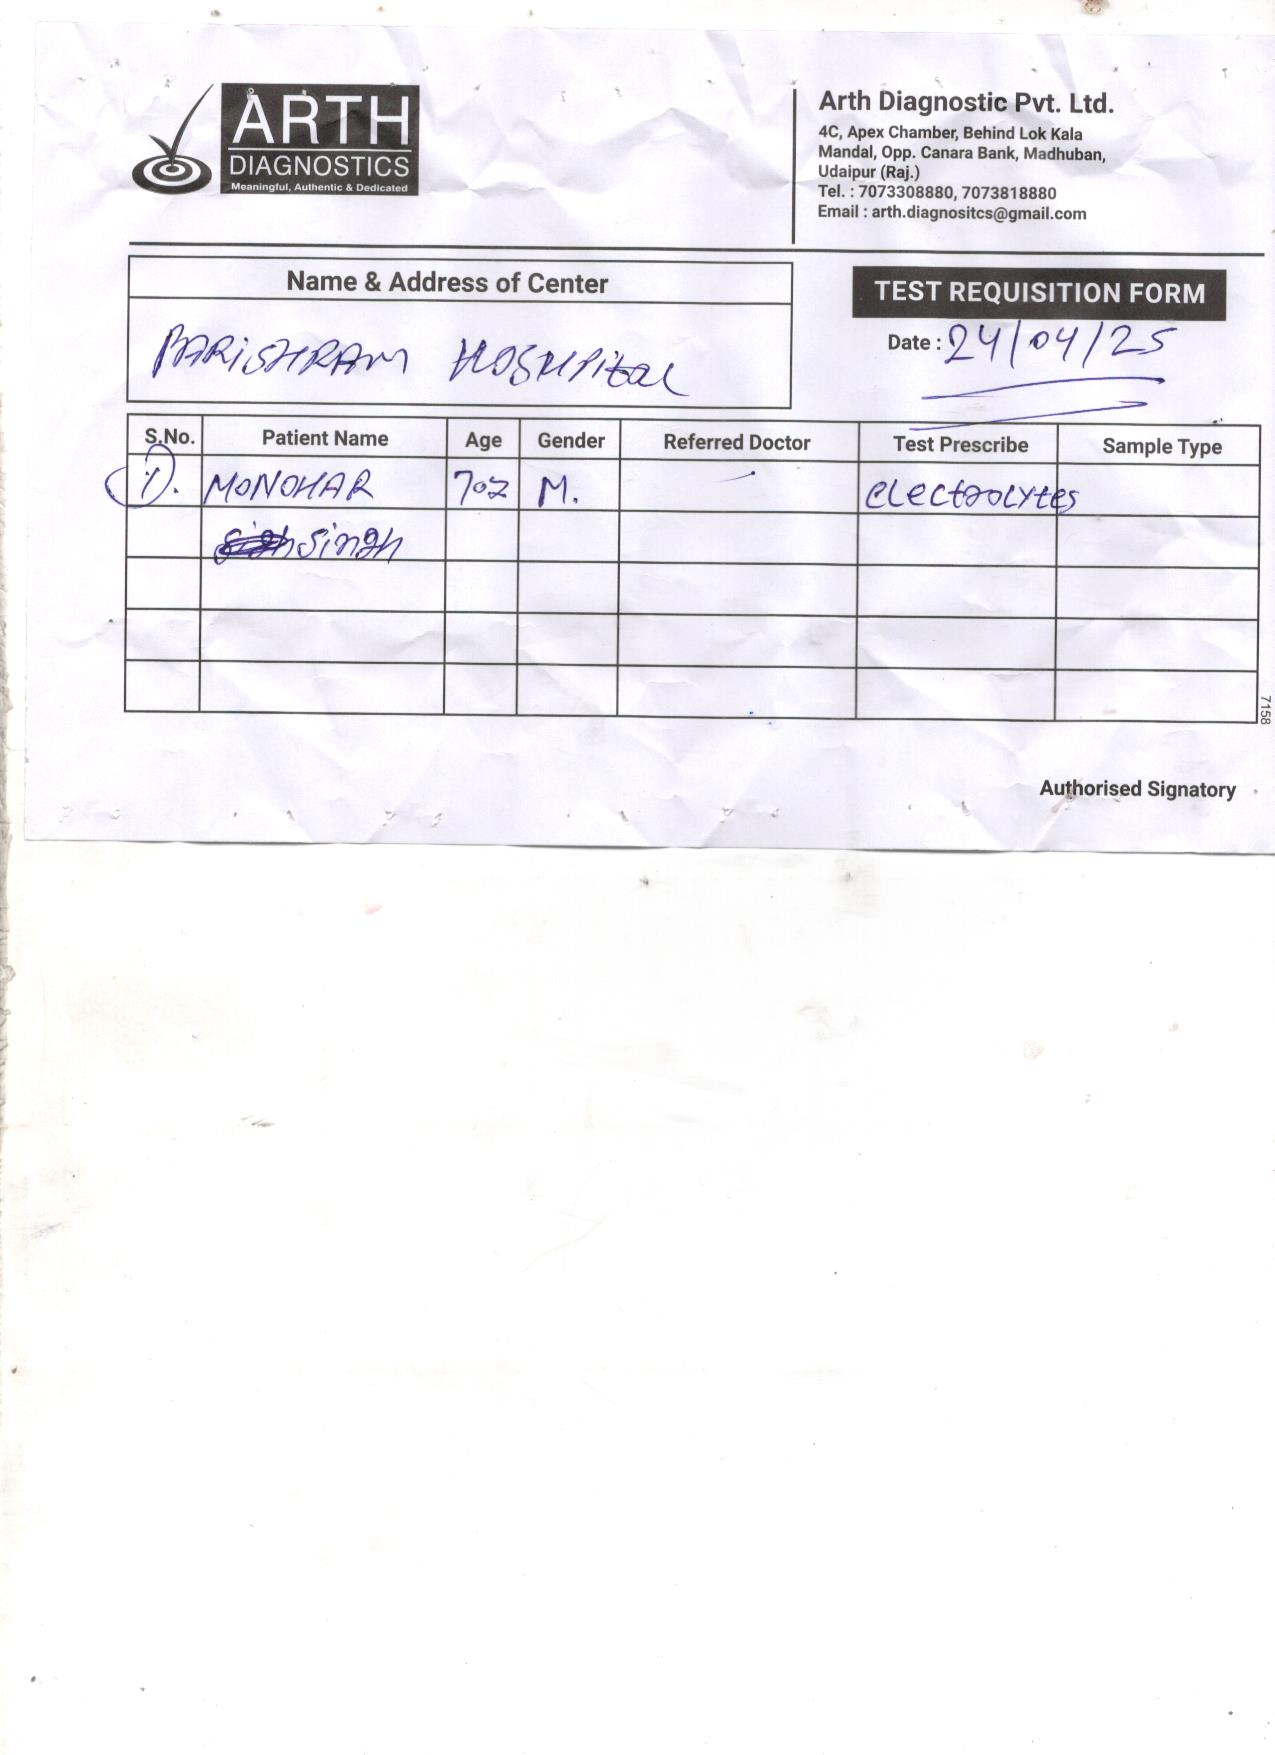 ARTH
DIAGNOSTICS
Meaningful, Authentic & Dedicated
Arth Diagnostic Pvt. Ltd.
4C, Apex Chamber, Behind Lok Kala
Mandal, Opp. Canara Bank, Madhuban,
Udaipur (Raj.)
Tel. : 7073308880, 7073818880
Email : arth.diagnositcs@gmail.com
Name & Address of Center
PARISHRAM HOSHPital
TEST REQUISITION FORM
Date : 24/04/25
S.No. Patient Name Age Gender Referred Doctor Test Prescribe Sample Type
1). MONOHAR M. electrolytes
singh
7158
Authorised Signatory